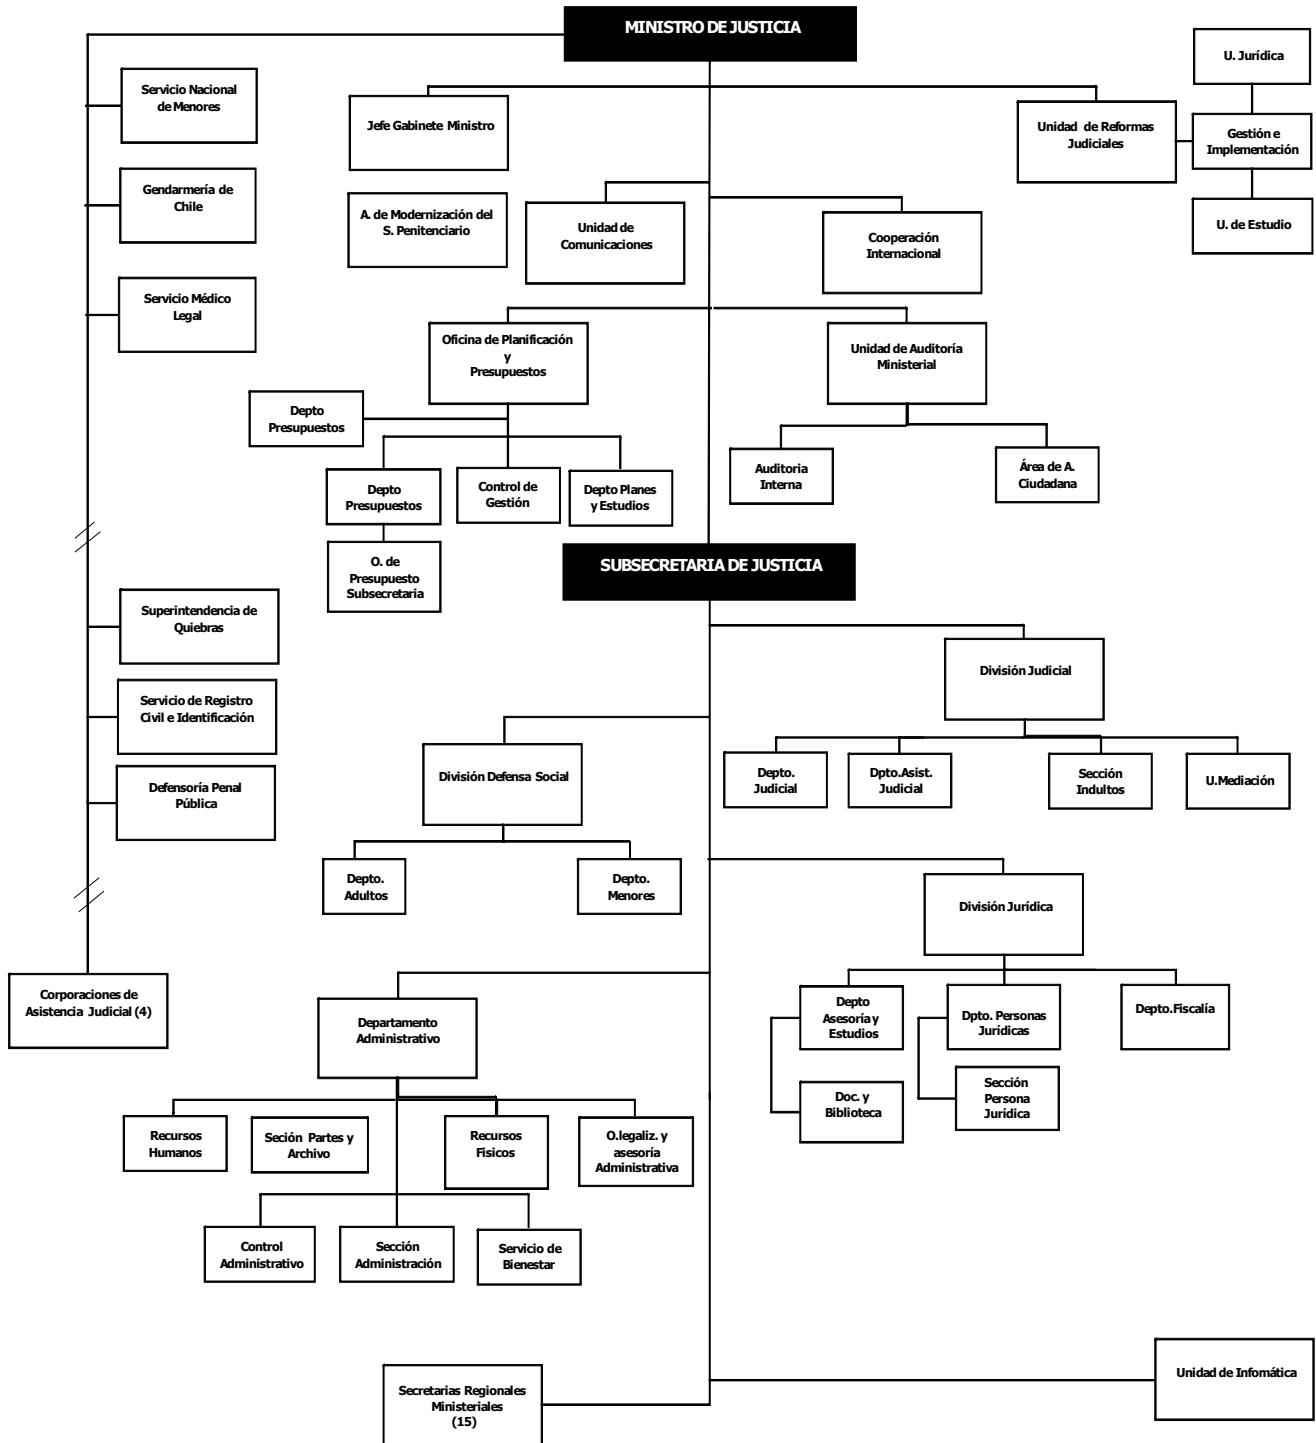 MINISTRO DE JUSTICIA
U. Jurídica
Servicio Nacional
de Menores
Jefe Gabinete Ministro
Unidad de Reformas
Judiciales
Gestión e
Implementación
Gendarmería de
Chile
A. de Modernización del
S. Penitenciario
Unidad de
Comunicaciones
Cooperación
Internacional
U. de Estudio
Servicio Médico
Legal
Oficina de Planificación
y
Presupuestos
Unidad de Auditoría
Ministerial
Depto
Presupuestos
Depto
Presupuestos
Control de
Gestión
Depto Planes
y Estudios
Auditoria
Interna
Área de A.
Ciudadana
O. de
Presupuesto
Subsecretaria
SUBSECRETARIA DE JUSTICIA
Superintendencia de
Quiebras
División Judicial
Servicio de Registro
Civil e Identificación
División Defensa Social
Depto.
Judicial
Dpto.Asist.
Judicial
Sección
Indultos
U.Mediación
Defensoría Penal
Pública
Depto.
Adultos
Depto.
Menores
División Jurídica
Corporaciones de
Asistencia Judicial (4)
Departamento
Administrativo
Depto
Asesoría y
Estudios
Dpto. Personas
Jurídicas
Depto.Fiscalía
Doc. y
Biblioteca
Sección
Persona
Jurídica
Recursos
Humanos
Seción Partes y
Archivo
Recursos
Fisicos
O.legaliz. y
asesoría
Administrativa
Control
Administrativo
Sección
Administración
Servicio de
Bienestar
Secretarias Regionales
Ministeriales
(15)
Unidad de Infomática